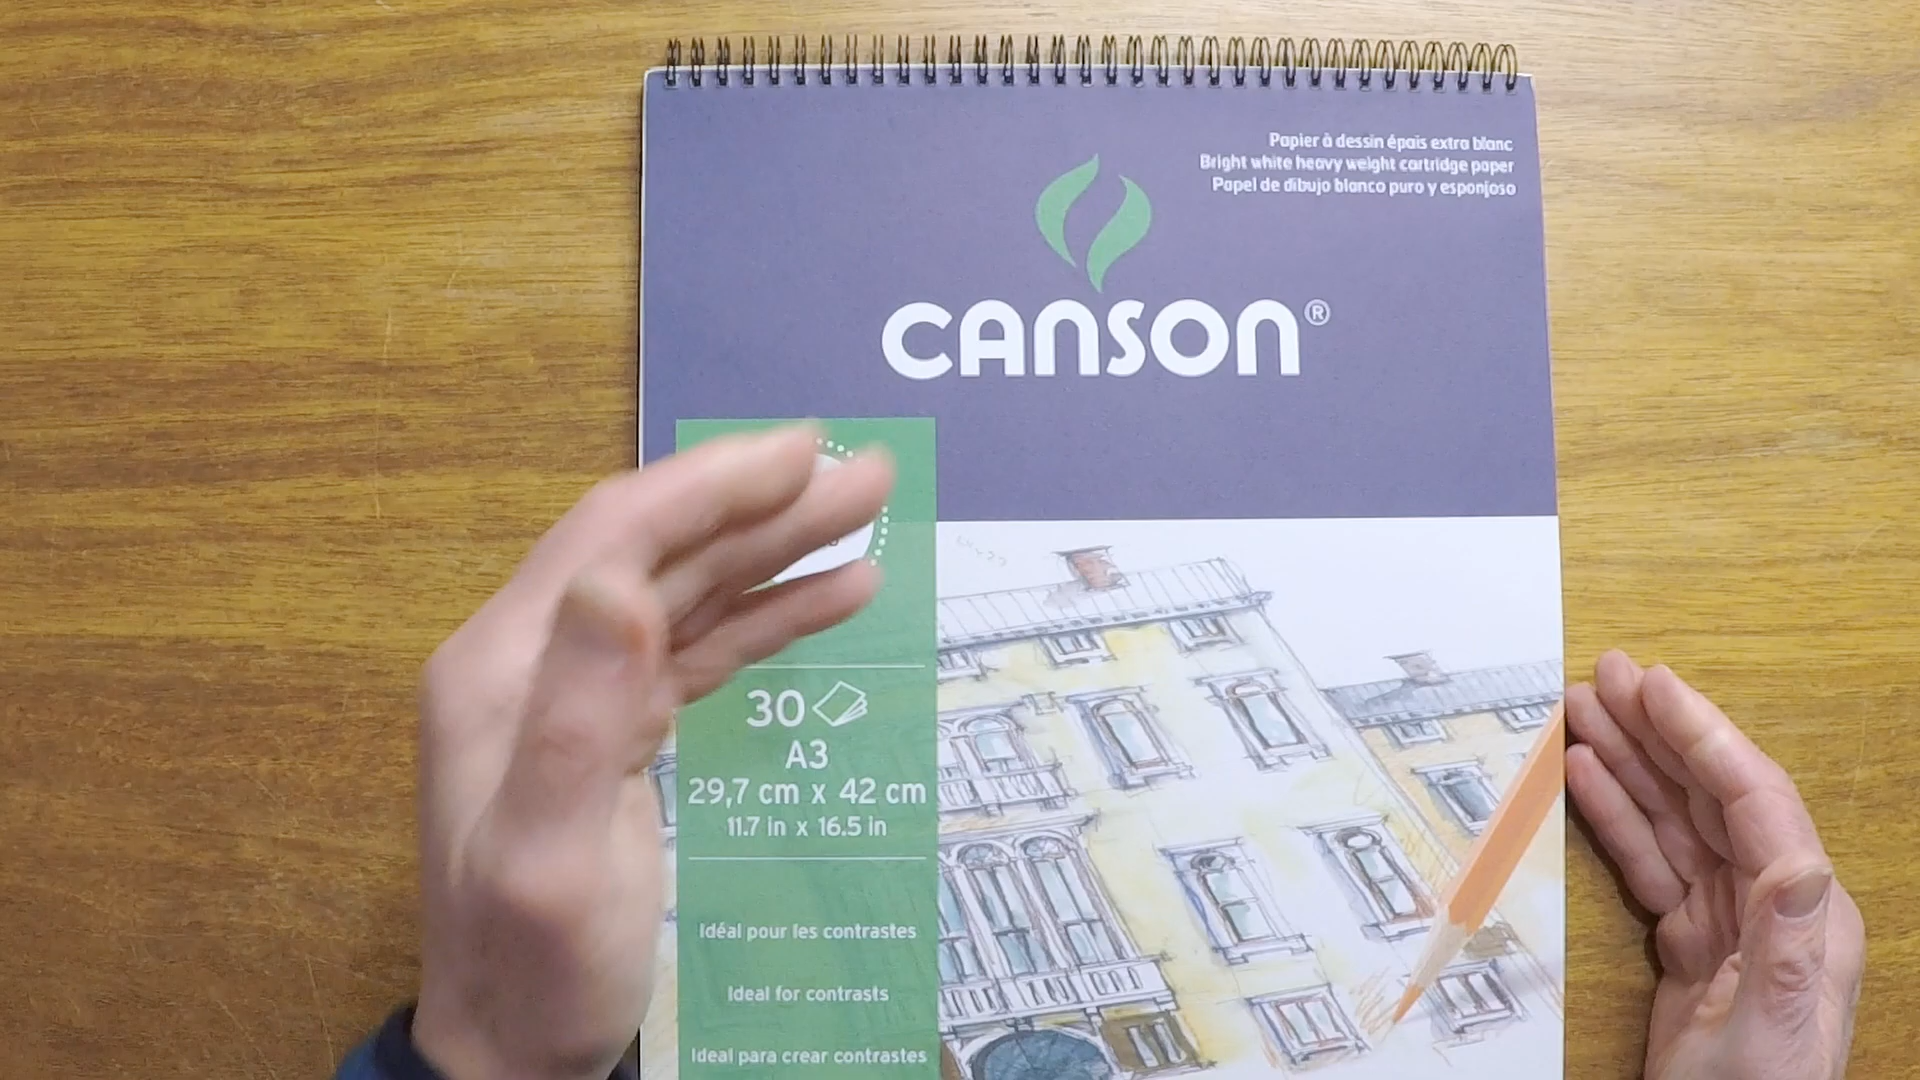 Papier à dessin épais extra blanc
Bright white heavy weight cartridge paper
Papel de dibujo blanco puro y esponjoso
CANSON®
30
A3
29,7 cm x 42 cm
11.7 in x 16.5 in
Idéal pour les contrastes
Ideal for contrasts
Ideal para crear contrastes